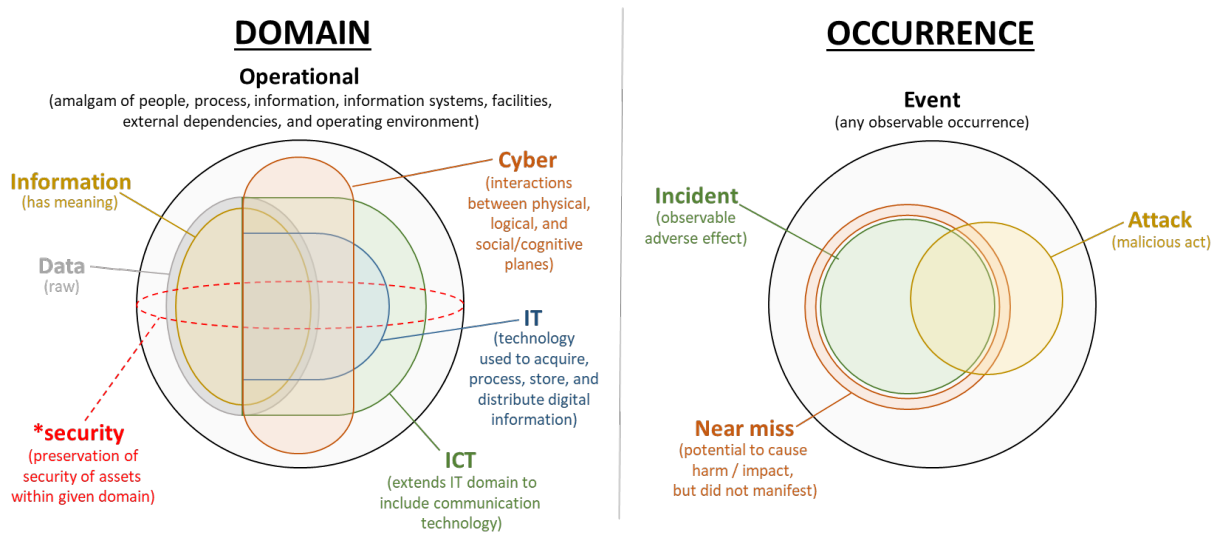 DOMAIN
Operational
(amalgam of people, process, information, information systems, facilities,
external dependencies, and operating environment)
Information
(has meaning)
Data
(raw)
*security
(preservation of
security of assets
within given domain)
Cyber
(interactions
between physical,
logical, and
social/cognitive
planes)
IT
(technology
used to acquire,
process, store, and
distribute digital
information)
ICT
(extends IT domain to
include communication
technology)
OCCURRENCE
Event
(any observable occurrence)
Incident
(observable
adverse effect)
Attack
(malicious act)
Near miss
(potential to cause
harm / impact,
but did not manifest)